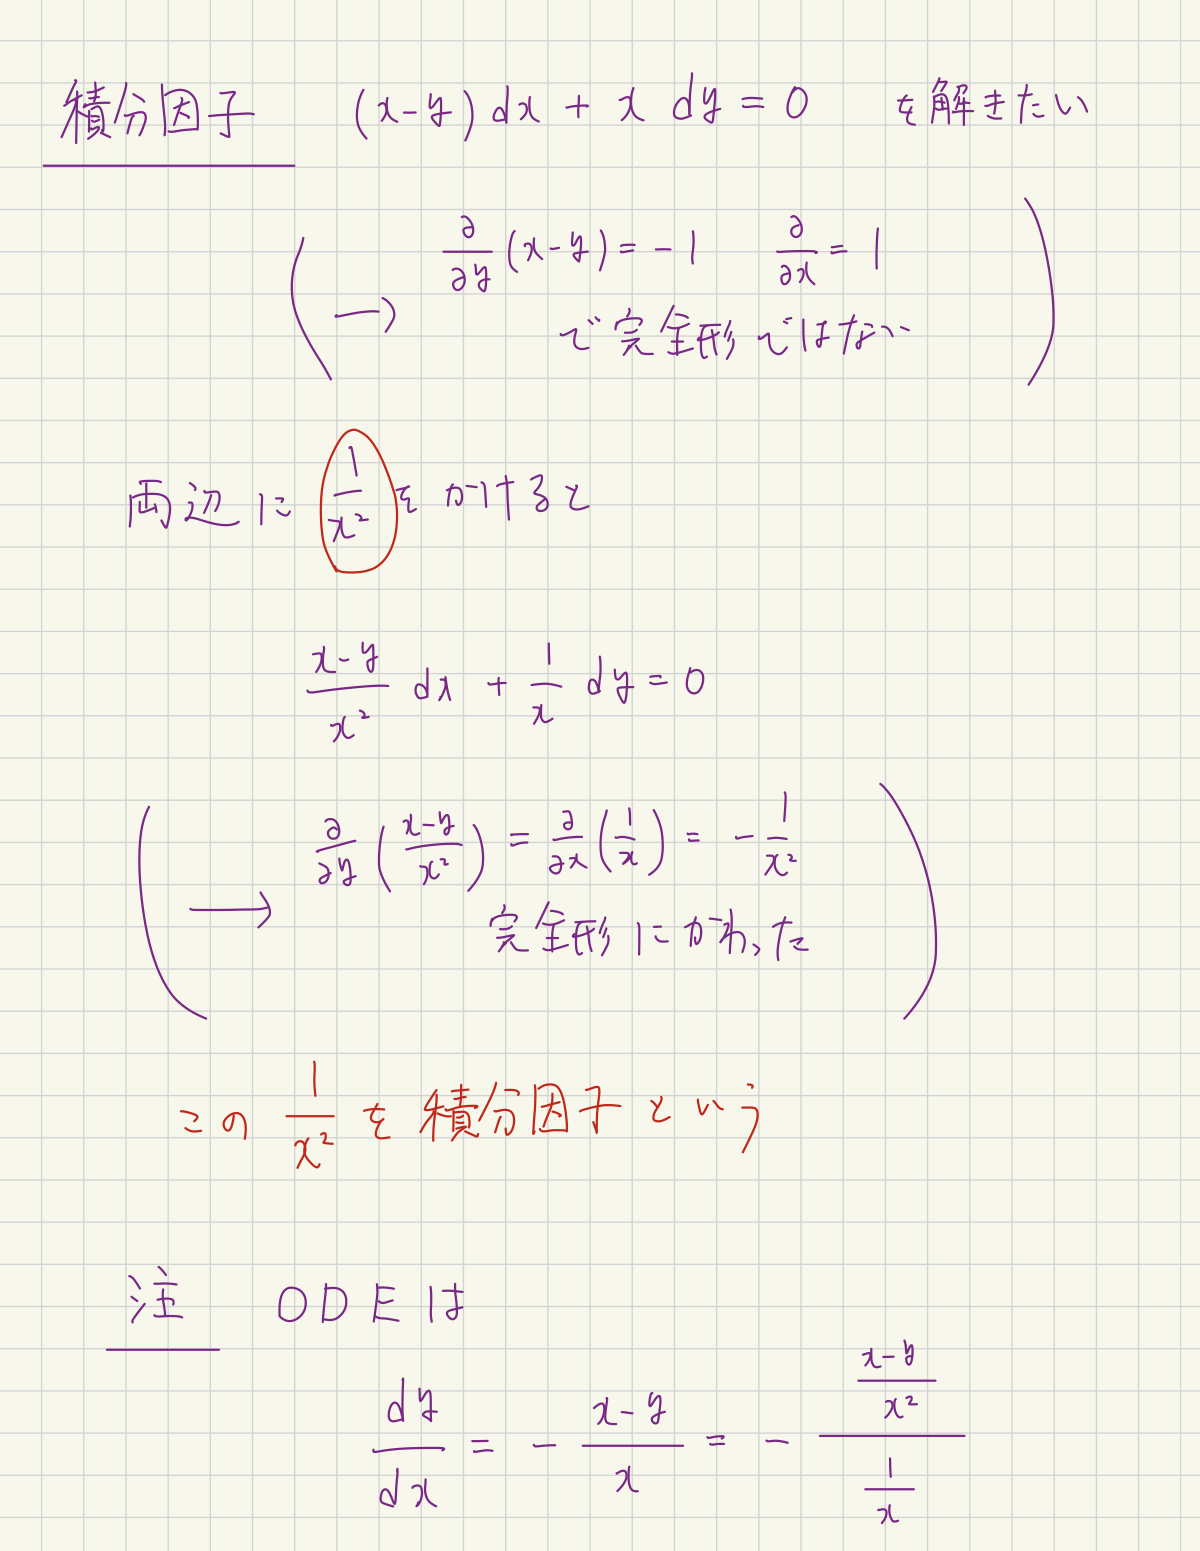 積分因子 (x-y) dx + x dy = 0 を解きたい
∂/∂y (x-y) = -1 ∂/∂x = 1
( → で完全形ではない )
両辺に 1/x² をかけると
(x-y)/x² dx + 1/x dy = 0
( → ∂/∂y ((x-y)/x²) = ∂/∂x (1/x) = - 1/x²
完全形にかわった )
この 1/x² を積分因子という
注 ODEは
dy/dx = - (x-y)/x = - ((x-y)/x²)/(1/x)